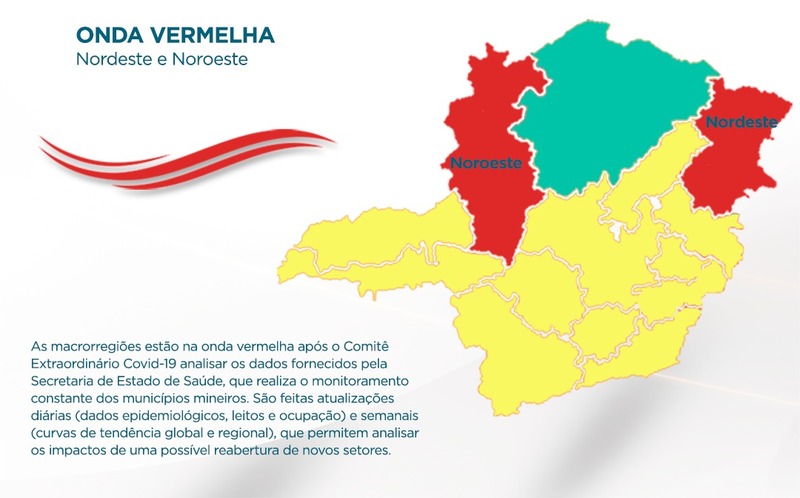 ONDA VERMELHA
Nordeste e Noroeste
Nordeste
Noroeste
As macrorregiões estão na onda vermelha após o Comitê
Extraordinário Covid-19 analisar os dados fornecidos pela
Secretaria de Estado de Saúde, que realiza o monitoramento
constante dos municípios mineiros. São feitas atualizações
diárias (dados epidemiológicos, leitos e ocupação) e semanais
(curvas de tendência global e regional), que permitem analisar
os impactos de uma possível reabertura de novos setores.